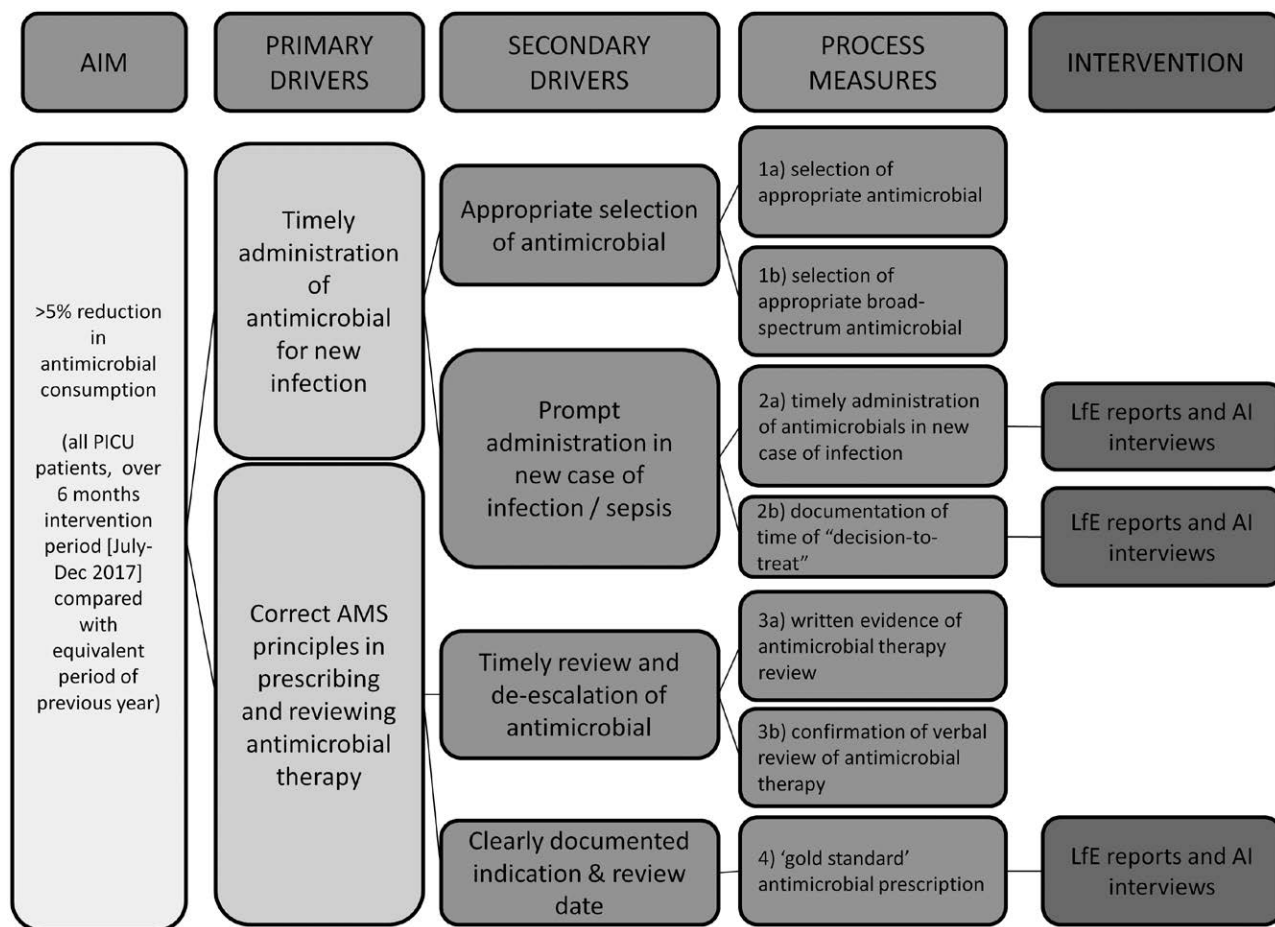 AIM
PRIMARY
DRIVERS
SECONDARY
DRIVERS
PROCESS
MEASURES
INTERVENTION
>5% reduction
in
antimicrobial
consumption
(all PICU
patients, over
6 months
intervention
period [July-
Dec 2017]
compared
with
equivalent
period of
previous year)
Timely
administration
of
antimicrobial
for new
infection
Correct AMS
principles in
prescribing
and reviewing
antimicrobial
therapy
Appropriate selection
of antimicrobial
Prompt
administration in
new case of
infection / sepsis
Timely review and
de-escalation of
antimicrobial
Clearly documented
indication & review
date
1a) selection of
appropriate antimicrobial
1b) selection of
appropriate broad-
spectrum antimicrobial
2a) timely administration
of antimicrobials in new
case of infection
2b) documentation of
time of “decision-to-
treat”
3a) written evidence of
antimicrobial therapy
review
3b) confirmation of verbal
review of antimicrobial
therapy
4) ‘gold standard’
antimicrobial prescription
LfE reports and AI
interviews
LfE reports and AI
interviews
LfE reports and AI
interviews